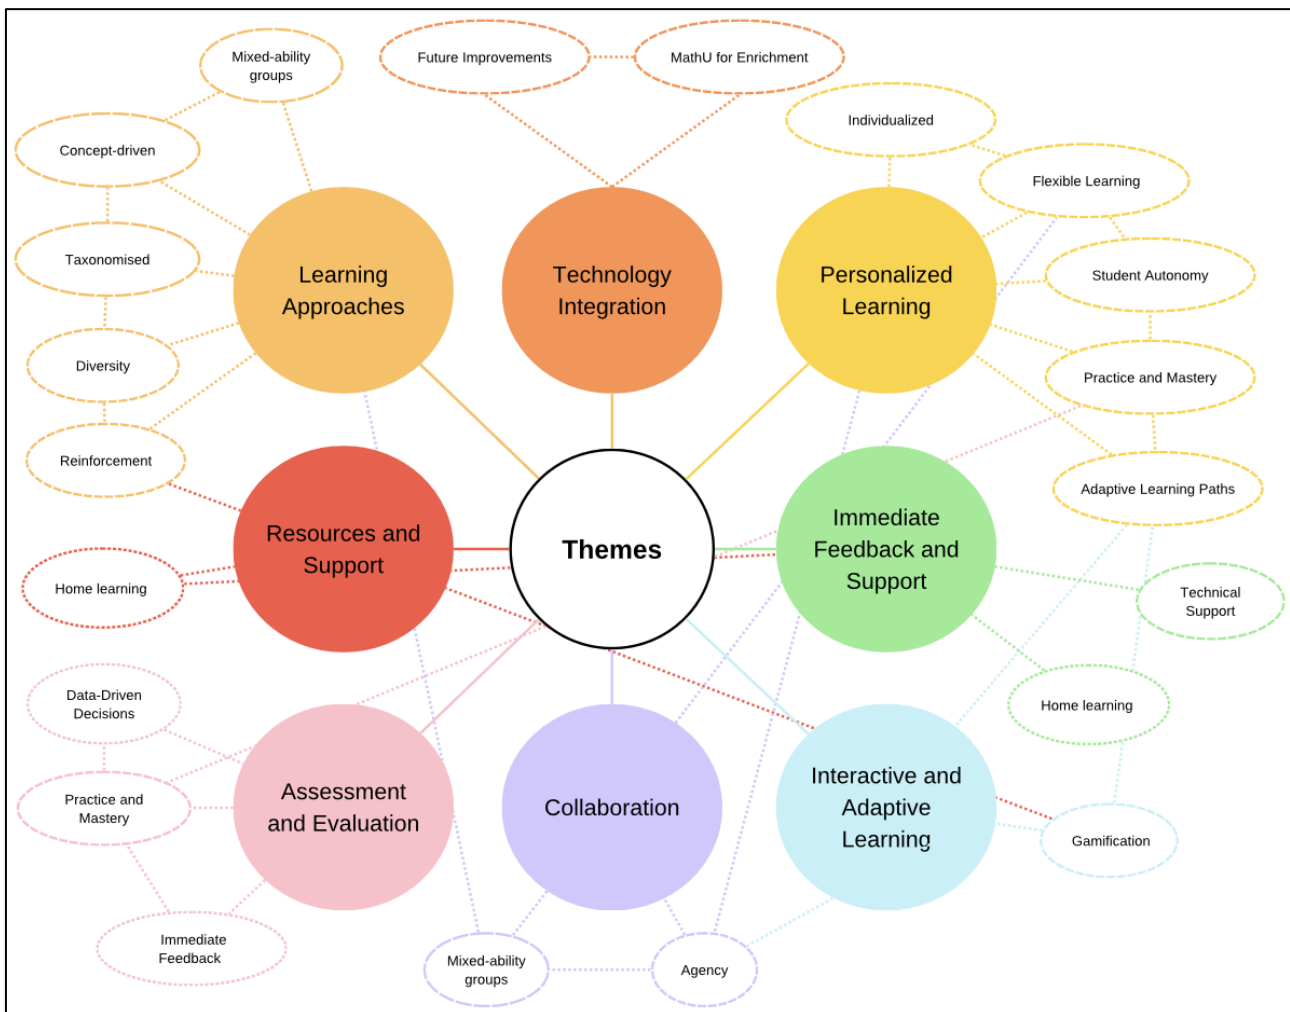 Mixed-ability
groups
Future Improvements
MathU for Enrichment
Individualized
Concept-driven
Flexible Learning
Taxonomised
Learning
Approaches
Technology
Integration
Personalized
Learning
Student Autonomy
Diversity
Practice and Mastery
Reinforcement
Adaptive Learning Paths
Resources and
Support
Themes
Immediate
Feedback and
Support
Home learning
Technical
Support
Data-Driven
Decisions
Home learning
Practice and
Mastery
Assessment
and Evaluation
Collaboration
Interactive and
Adaptive
Learning
Gamification
Immediate
Feedback
Mixed-ability
groups
Agency